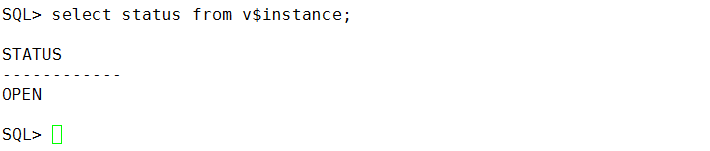 SQL> select status from v$instance;
STATUS
------------
OPEN
SQL>